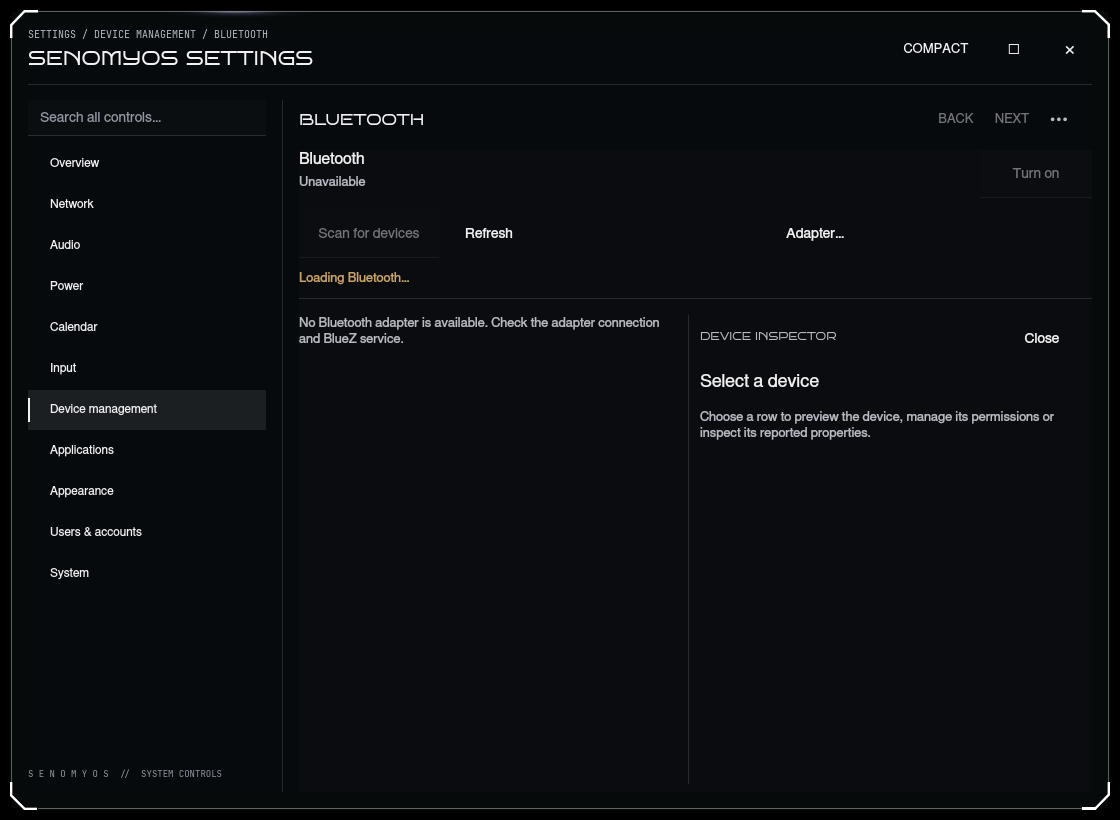 SETTINGS / DEVICE MANAGEMENT / BLUETOOTH
SENOMYOS SETTINGS
COMPACT
Search all controls...
Overview
Network
Audio
Power
Calendar
Input
Device management
Applications
Appearance
Users & accounts
System
SENOMYOS // SYSTEM CONTROLS
BLUETOOTH
BACK
NEXT
Bluetooth
Unavailable
Turn on
Scan for devices
Refresh
Adapter...
Loading Bluetooth...
No Bluetooth adapter is available. Check the adapter connection
and BlueZ service.
DEVICE INSPECTOR
Close
Select a device
Choose a row to preview the device, manage its permissions or
inspect its reported properties.